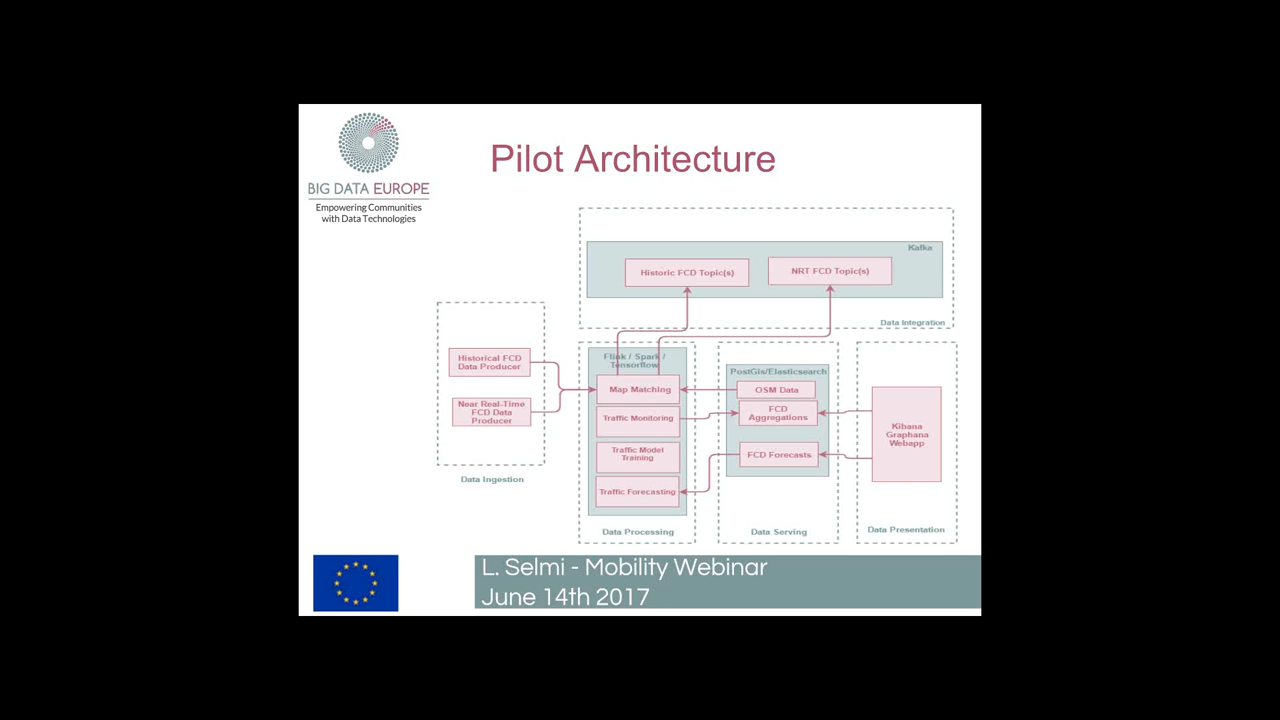 BIG DATA EUROPE
Empowering Communities
with Data Technologies
Pilot Architecture
Kafka
Historic FCD Topic(s)
NRT FCD Topic(s)
Data Integration
Historical FCD
Data Producer
Near Real-Time
FCD Data
Producer
Data Ingestion
Flink / Spark /
Tensorflow
Map Matching
Traffic Monitoring
Traffic Model
Training
Traffic Forecasting
Data Processing
PostGis/Elasticsearch
OSM Data
FCD
Aggregations
FCD Forecasts
Data Serving
Kibana
Graphana
Webapp
Data Presentation
L. Selmi - Mobility Webinar
June 14th 2017